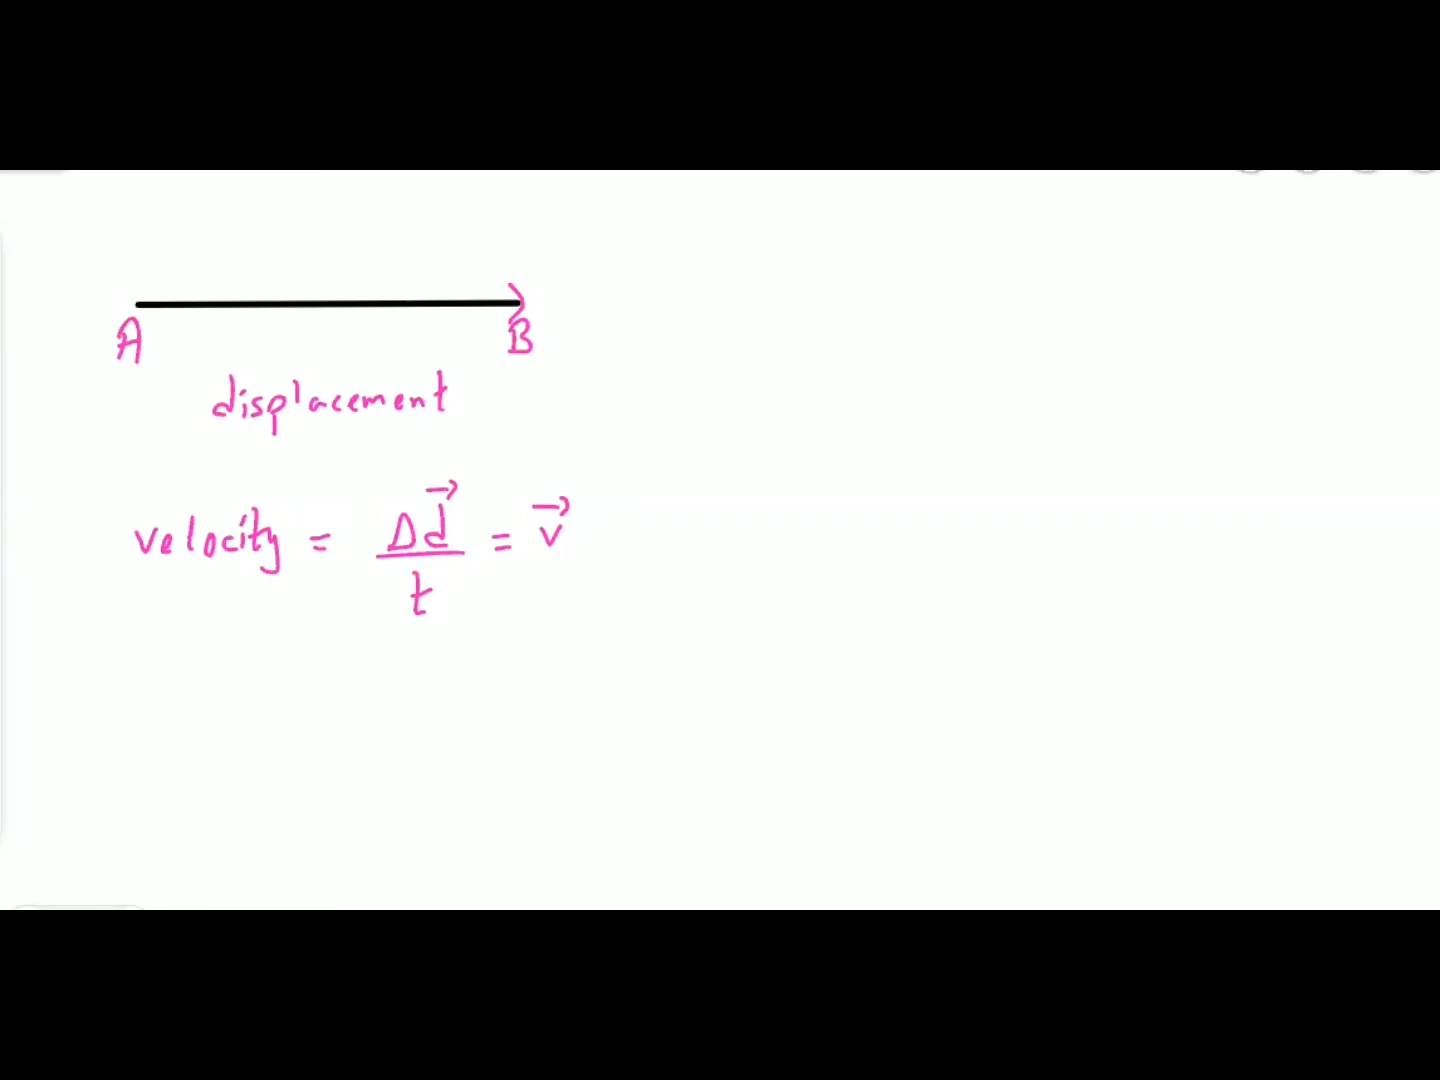 A B
displacement
velocity = Δd⃗/t = v⃗